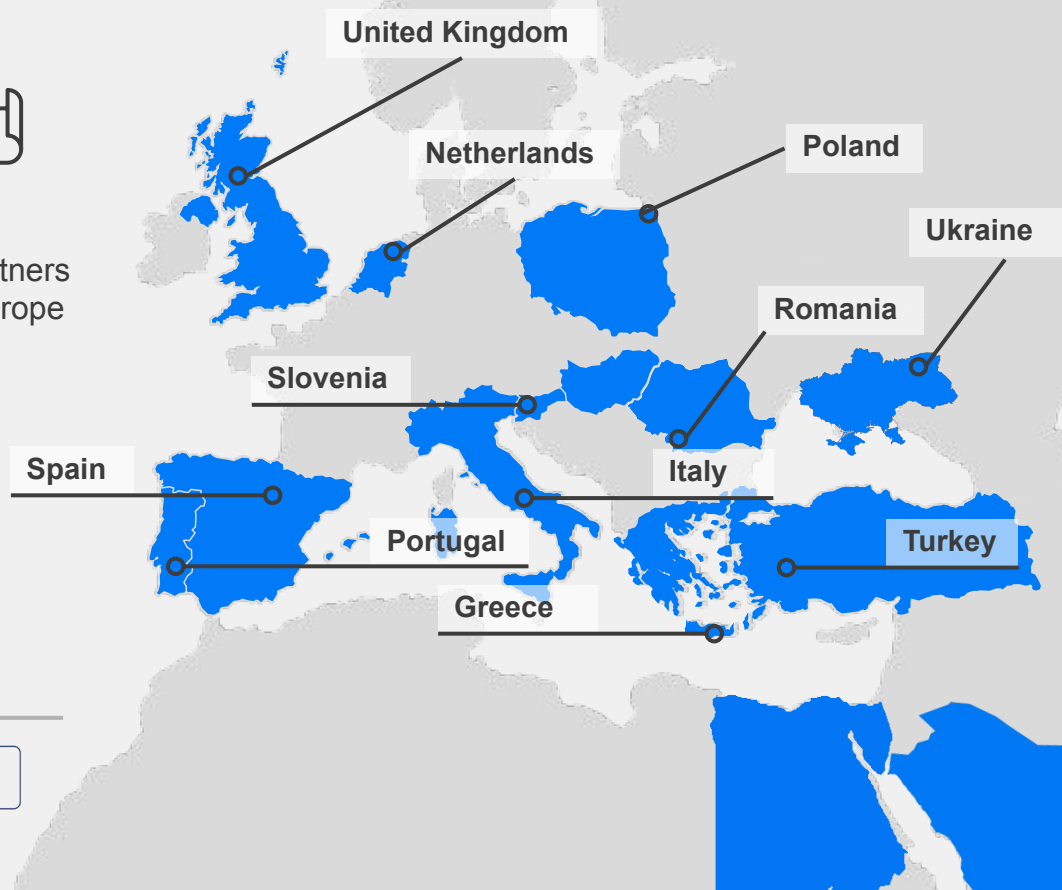 United Kingdom
Netherlands
Poland
Ukraine
tners
rope
Romania
Slovenia
Spain
Italy
Portugal
Turkey
Greece